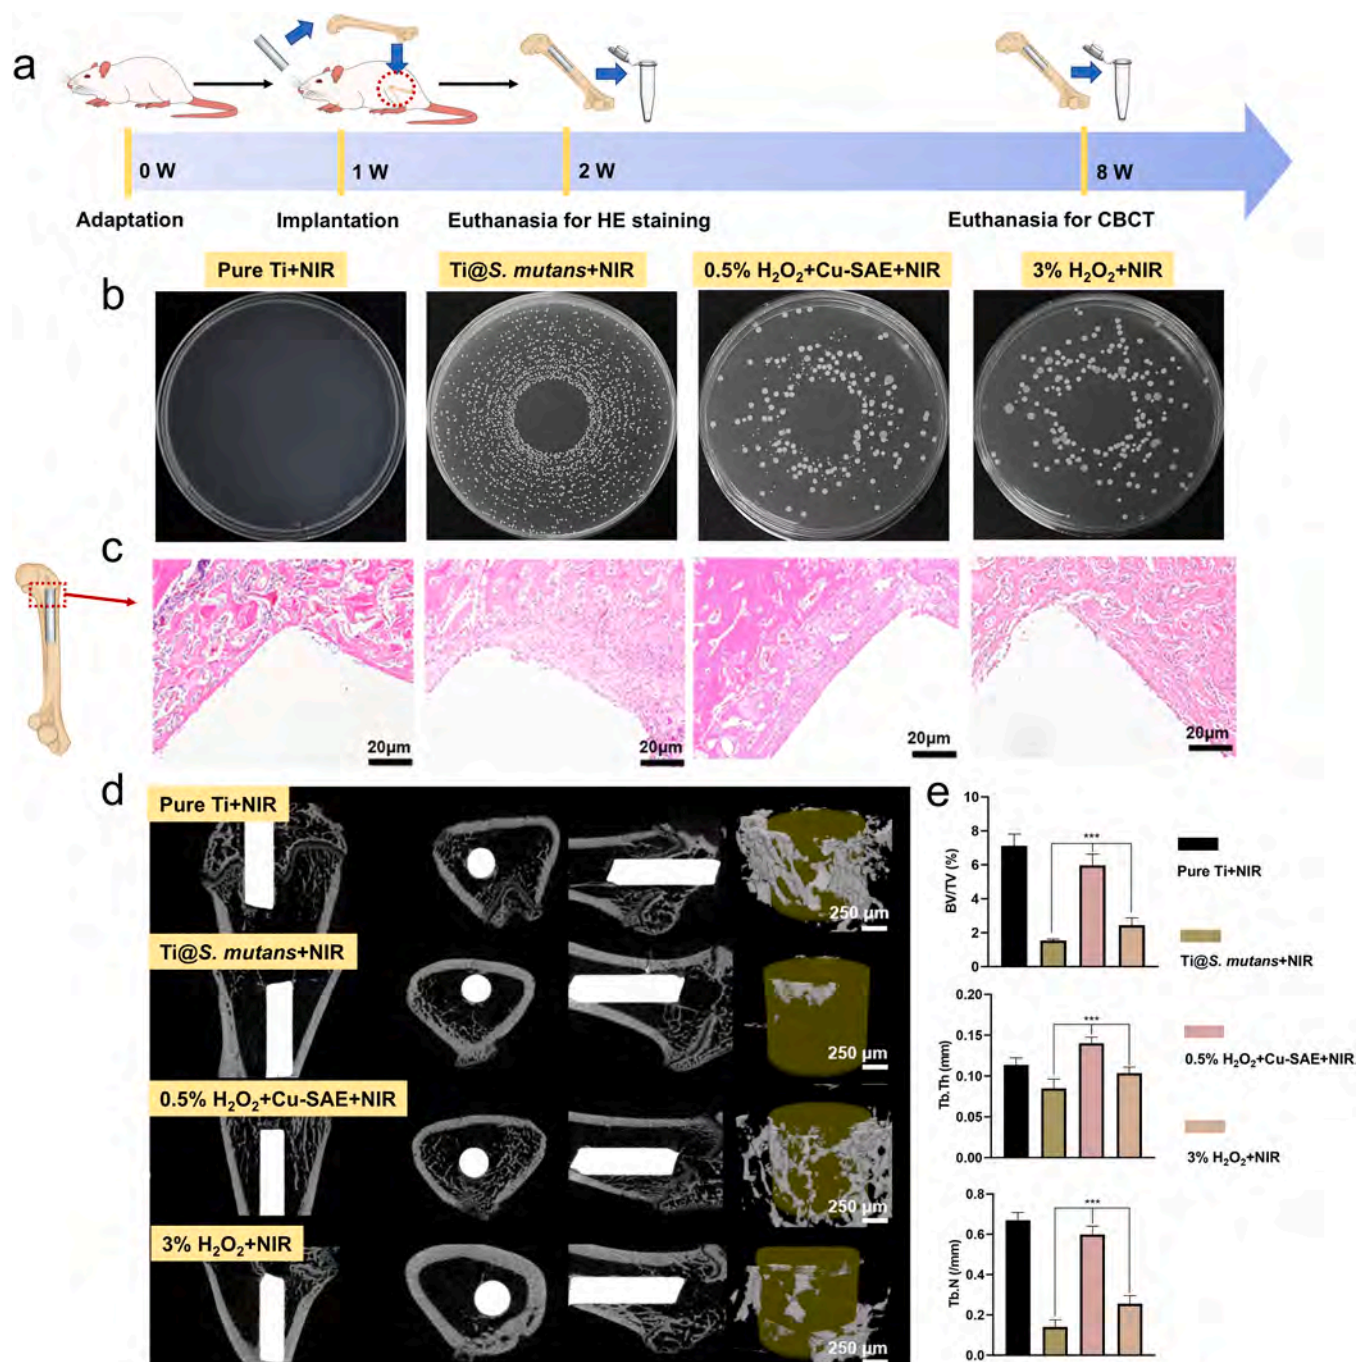 a
0 W
1 W
2 W
8 W
Adaptation
Implantation
Euthanasia for HE staining
Euthanasia for CBCT
Pure Ti+NIR
Ti@S. mutans+NIR
0.5% H₂O₂+Cu-SAE+NIR
3% H₂O₂+NIR
b
c
20μm
20μm
20μm
20μm
d
Pure Ti+NIR
250 μm
Ti@S. mutans+NIR
250 μm
0.5% H₂O₂+Cu-SAE+NIR
250 μm
3% H₂O₂+NIR
250 μm
e
10
8
6
4
2
0
BV/TV (%)
***
0.20
0.15
0.10
0.05
0.00
Tb.Th (mm)
***
0.8
0.6
0.4
0.2
0.0
Tb.N (/mm)
***
Pure Ti+NIR
Ti@S. mutans+NIR
0.5% H₂O₂+Cu-SAE+NIR
3% H₂O₂+NIR